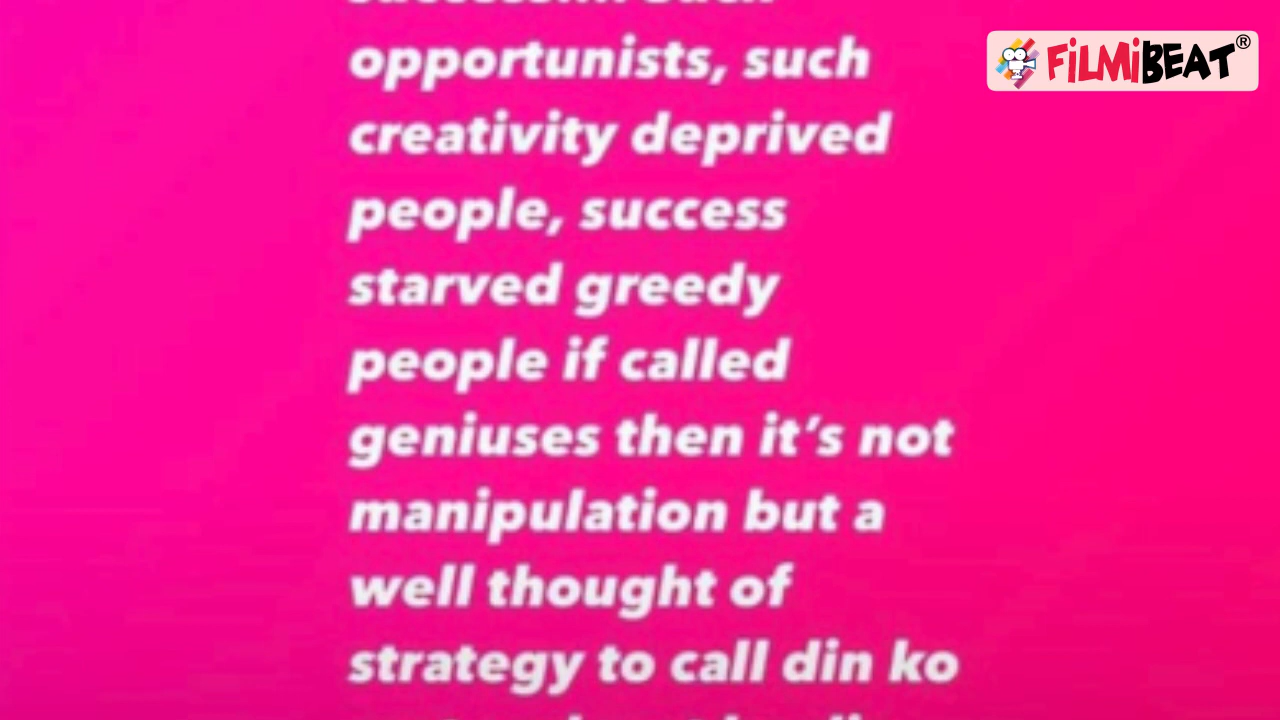 FiLMiBEAT®
opportunists, such
creativity deprived
people, success
starved greedy
people if called
geniuses then it's not
manipulation but a
well thought of
strategy to call din ko